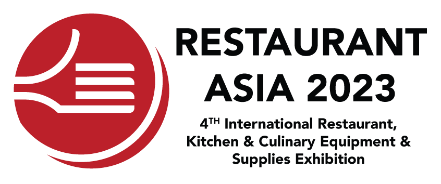 RESTAURANT
ASIA 2023
4TH International Restaurant,
Kitchen & Culinary Equipment &
Supplies Exhibition